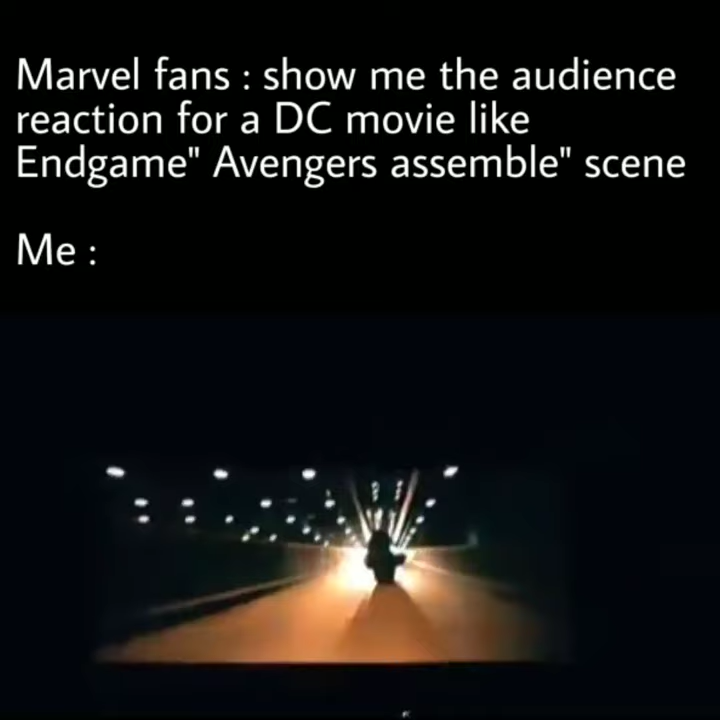 Marvel fans : show me the audience
reaction for a DC movie like
Endgame" Avengers assemble" scene
Me :